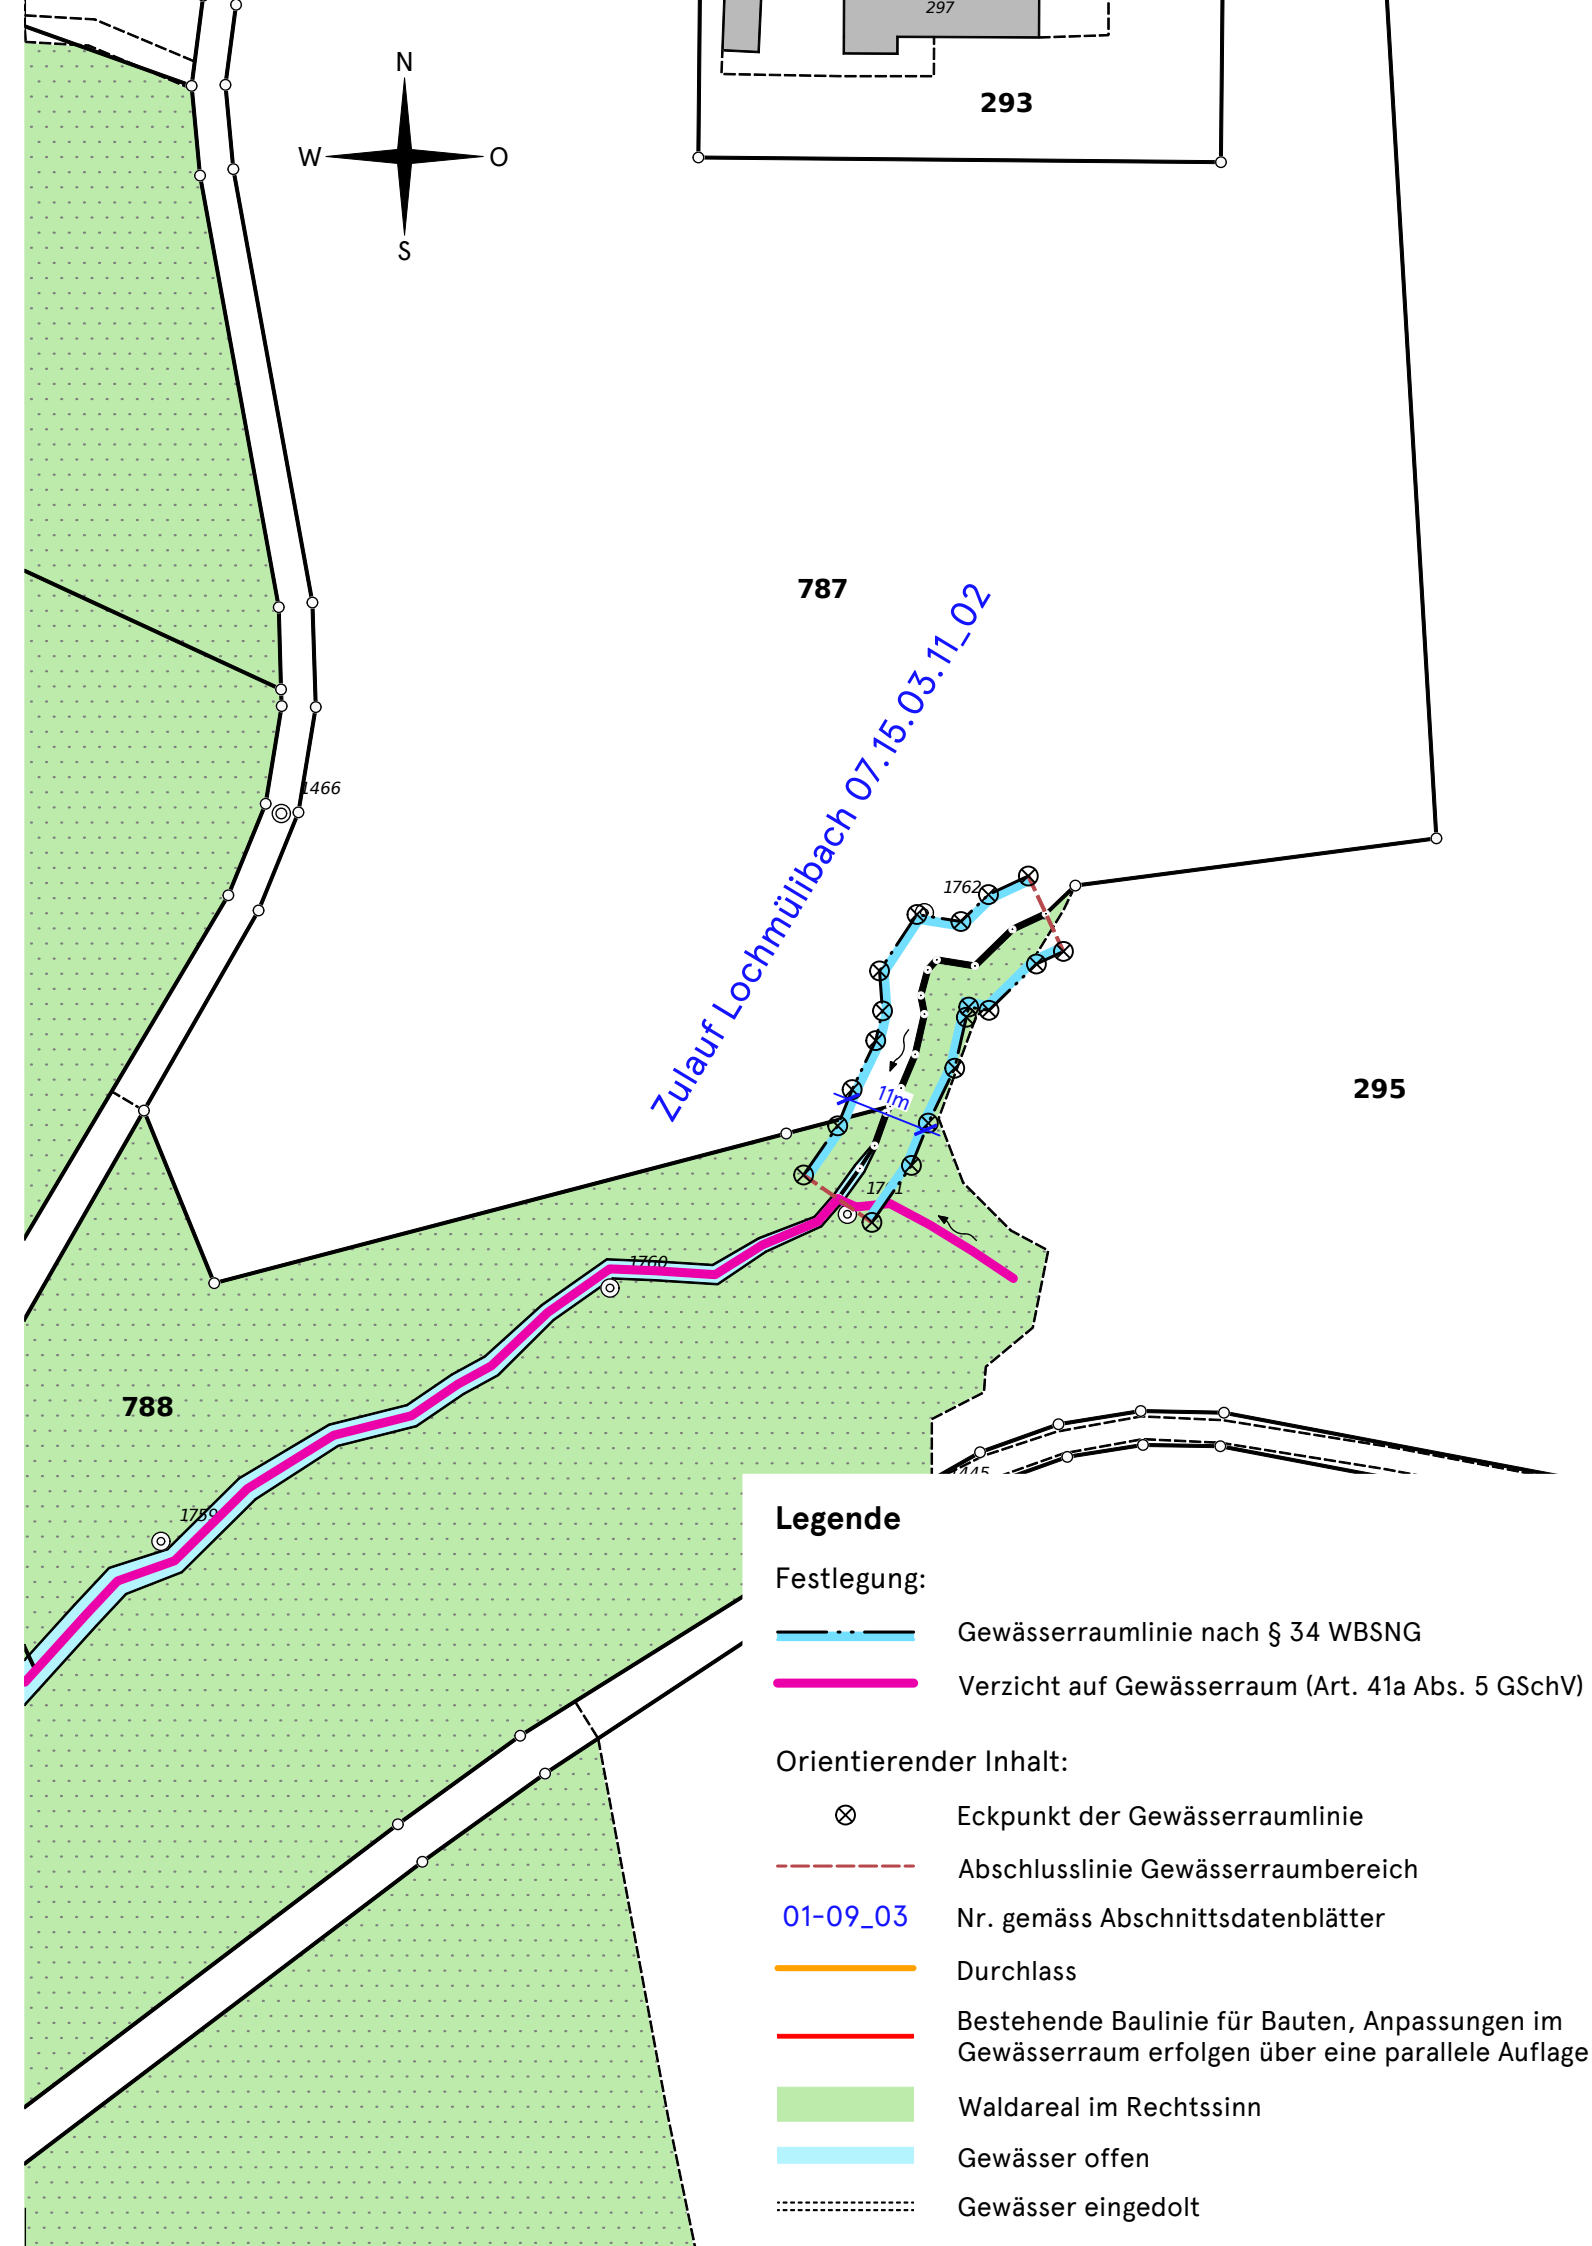 297
293
N
W
O
S
787
Zulauf Lochmülibach 07.15.03.11_02
1466
1762
11m
295
1760
788
1759
Legende
Festlegung:
Gewässerraumlinie nach § 34 WBSNG
Verzicht auf Gewässerraum (Art. 41a Abs. 5 GSchV)
Orientierender Inhalt:
Eckpunkt der Gewässerraumlinie
Abschlusslinie Gewässerraumbereich
01-09_03
Nr. gemäss Abschnittsdatenblätter
Durchlass
Bestehende Baulinie für Bauten, Anpassungen im
Gewässerraum erfolgen über eine parallele Auflage
Waldareal im Rechtssinn
Gewässer offen
Gewässer eingedolt